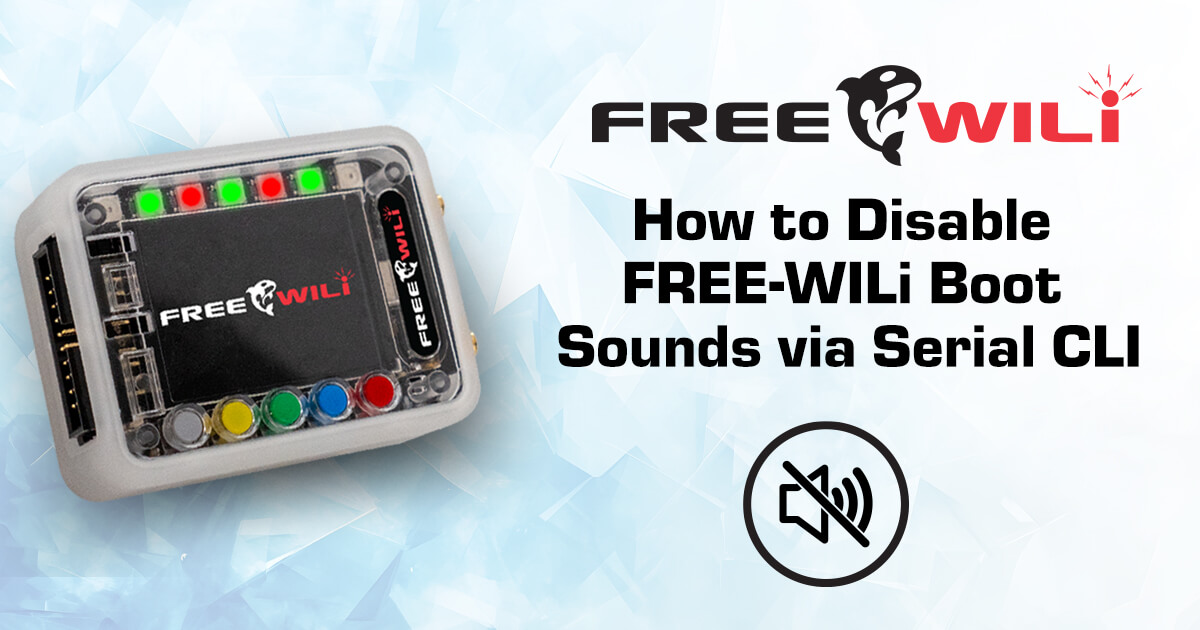 FREE WILi
FREE WILi
FREE WILi
How to Disable
FREE-WILi Boot
Sounds via Serial CLI